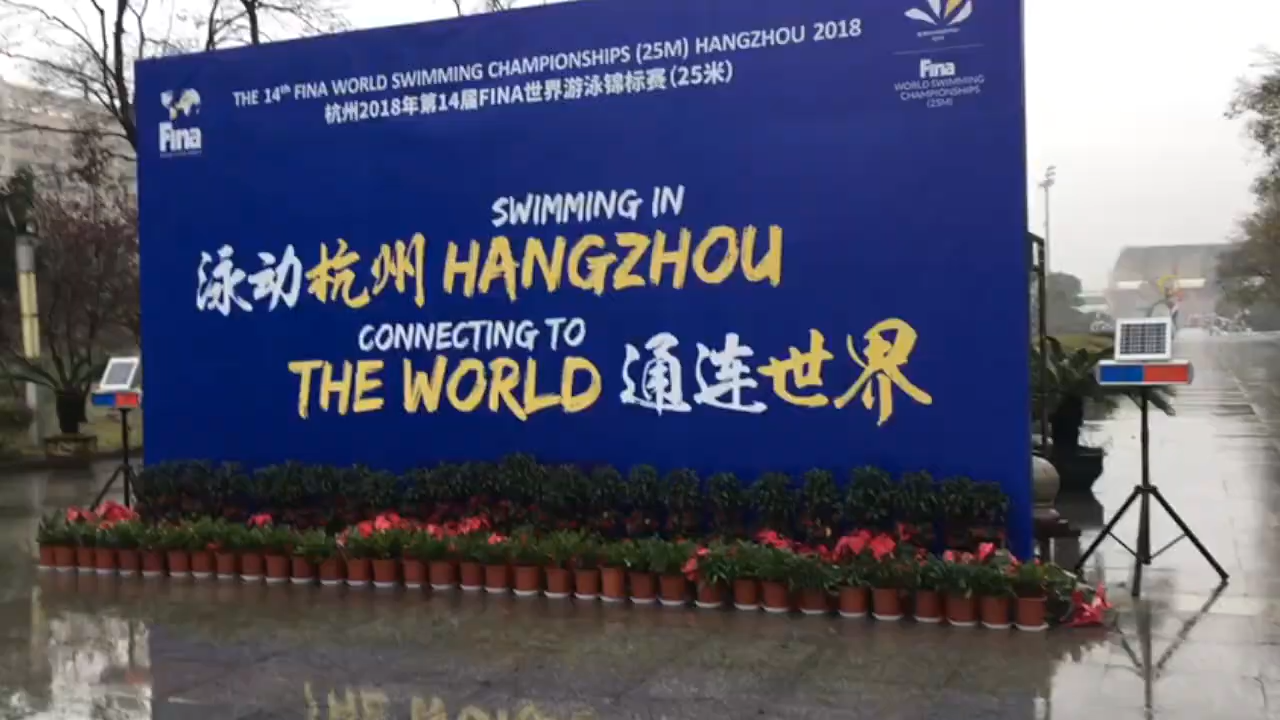 THE 14th FINA WORLD SWIMMING CHAMPIONSHIPS (25M) HANGZHOU 2018
杭州2018年第14届FINA世界游泳锦标赛(25米)
Fina
Fina
WORLD SWIMMING
CHAMPIONSHIPS
(25M)
SWIMMING IN
泳动杭州 HANGZHOU
CONNECTING TO
THE WORLD 通连世界